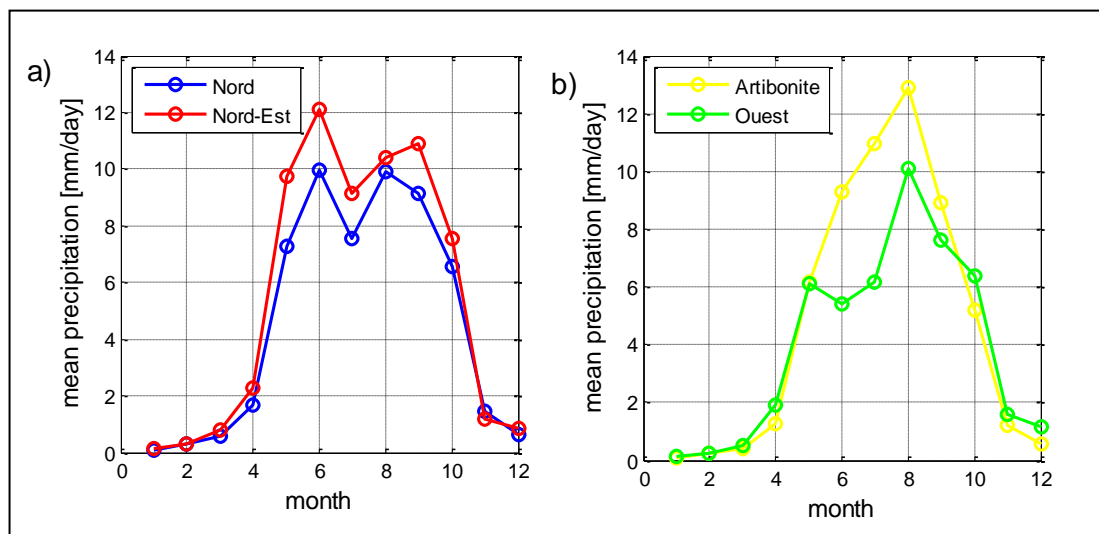 a)
Nord
Nord-Est
mean precipitation [mm/day]
14
12
10
8
6
4
2
0
0 2 4 6 8 10 12
month
b)
Artibonite
Ouest
mean precipitation [mm/day]
14
12
10
8
6
4
2
0
0 2 4 6 8 10 12
month